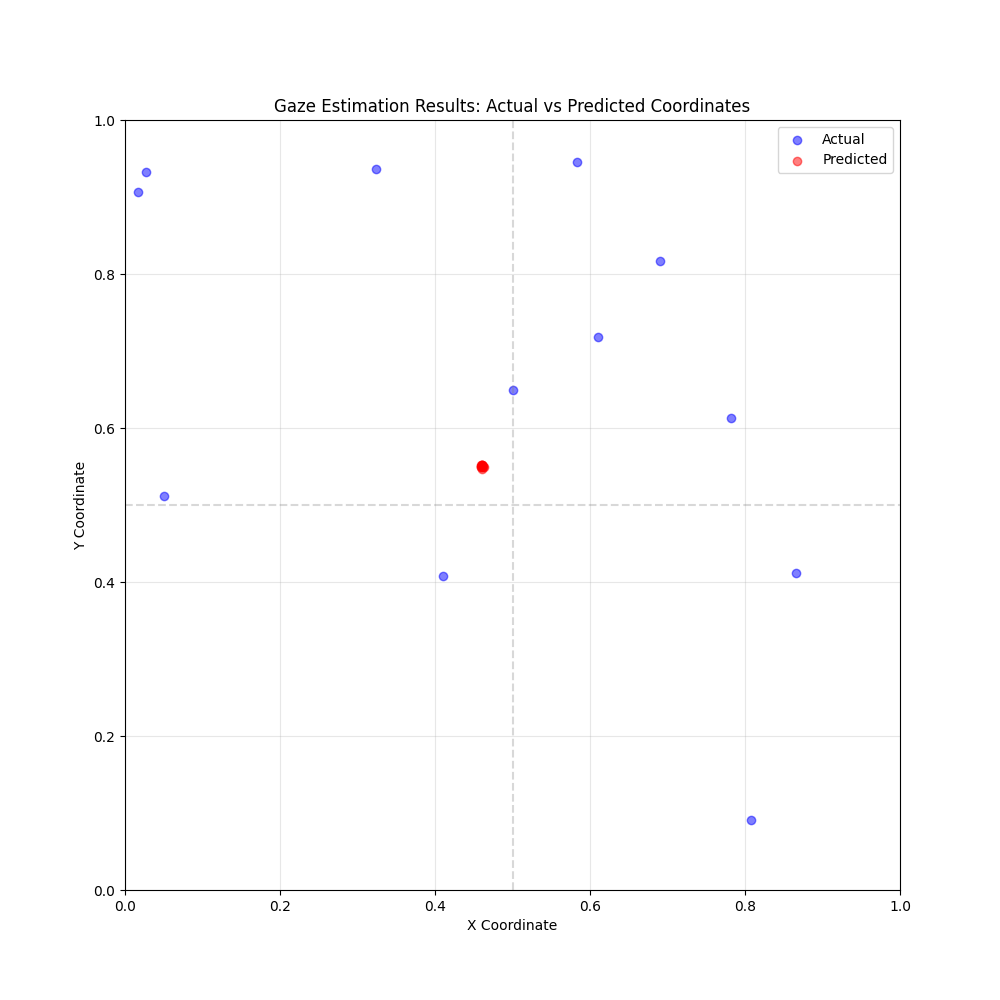 Gaze Estimation Results: Actual vs Predicted Coordinates
Actual
Predicted
1.0
0.8
0.6
0.4
0.2
0.0
Y Coordinate
0.0 0.2 0.4 0.6 0.8 1.0
X Coordinate